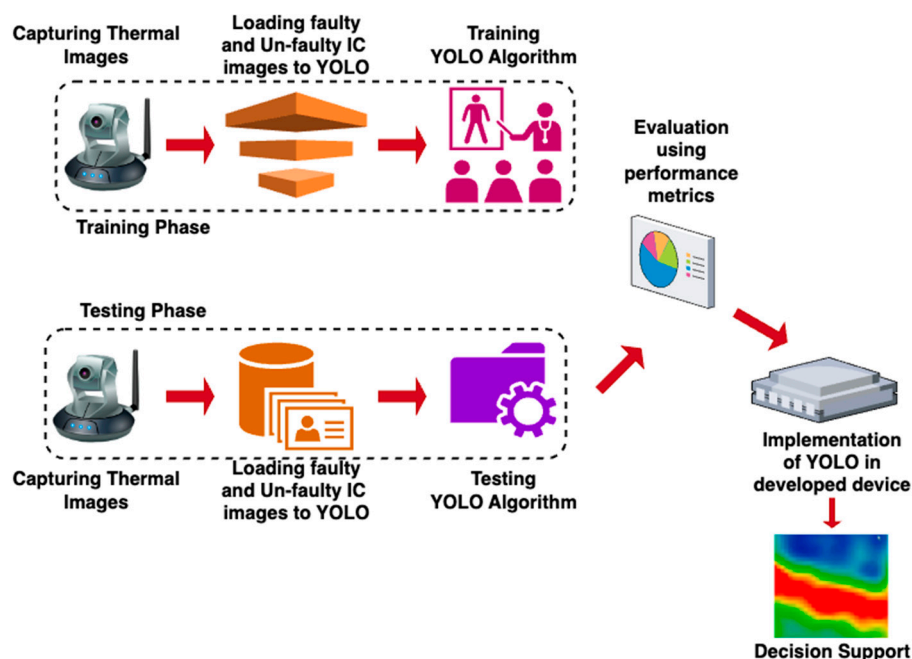 Capturing Thermal
Images
Loading faulty
and Un-faulty IC
images to YOLO
Training
YOLO Algorithm
Training Phase
Evaluation
using
performance
metrics
Testing Phase
Capturing Thermal
Images
Loading faulty
and Un-faulty IC
images to YOLO
Testing
YOLO Algorithm
Implementation
of YOLO in
developed device
Decision Support